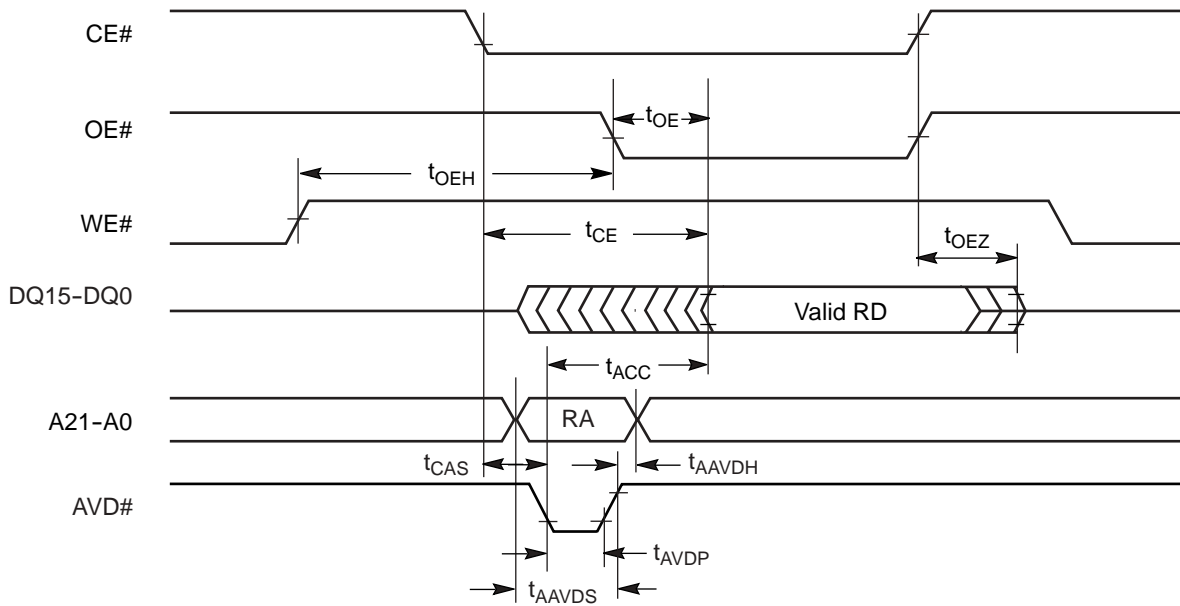 CE#
OE#
tOE
tOEH
WE#
tCE
tOEZ
DQ15-DQ0
Valid RD
tACC
A21-A0
RA
tCAS
tAAVDH
AVD#
tAVDP
tAAVDS